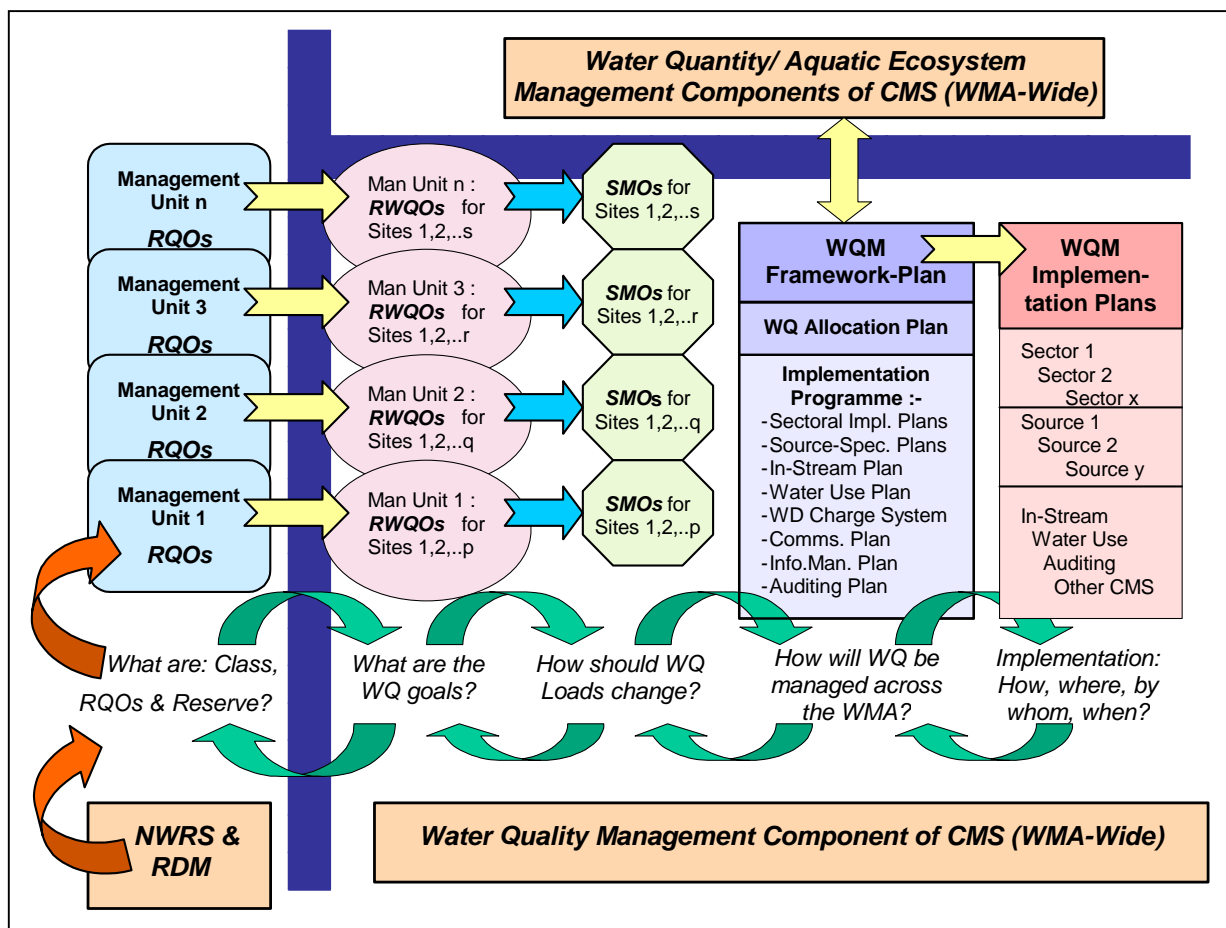 Water Quantity/ Aquatic Ecosystem
Management Components of CMS (WMA-Wide)
Management
Unit n
RQOs
Man Unit n :
RWQOs for
Sites 1,2,..s
SMOs for
Sites 1,2,..s
Management
Unit 3
RQOs
Man Unit 3 :
RWQOs for
Sites 1,2,..r
SMOs for
Sites 1,2,..r
Management
Unit 2
RQOs
Man Unit 2 :
RWQOs for
Sites 1,2,..q
SMOs for
Sites 1,2,..q
Management
Unit 1
RQOs
Man Unit 1 :
RWQOs for
Sites 1,2,..p
SMOs for
Sites 1,2,..p
WQM
Framework-Plan
WQ Allocation Plan
Implementation
Programme :-
-Sectoral Impl. Plans
-Source-Spec. Plans
-In-Stream Plan
-Water Use Plan
-WD Charge System
-Comms. Plan
-Info.Man. Plan
-Auditing Plan
WQM
Implemen-
tation Plans
Sector 1
Sector 2
Sector x
Source 1
Source 2
Source y
In-Stream
Water Use
Auditing
Other CMS
What are: Class,
RQOs & Reserve?
What are the
WQ goals?
How should WQ
Loads change?
How will WQ be
managed across
the WMA?
Implementation:
How, where, by
whom, when?
NWRS &
RDM
Water Quality Management Component of CMS (WMA-Wide)